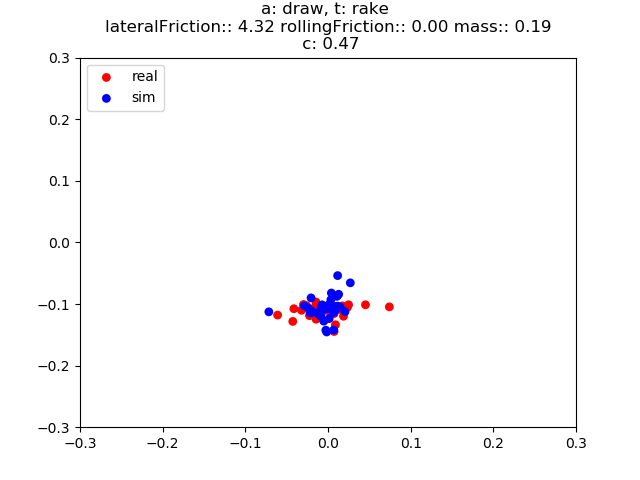 a: draw, t: rake
lateralFriction:: 4.32 rollingFriction:: 0.00 mass:: 0.19
c: 0.47
real
sim
0.3
0.2
0.1
0.0
−0.1
−0.2
−0.3
−0.3 −0.2 −0.1 0.0 0.1 0.2 0.3